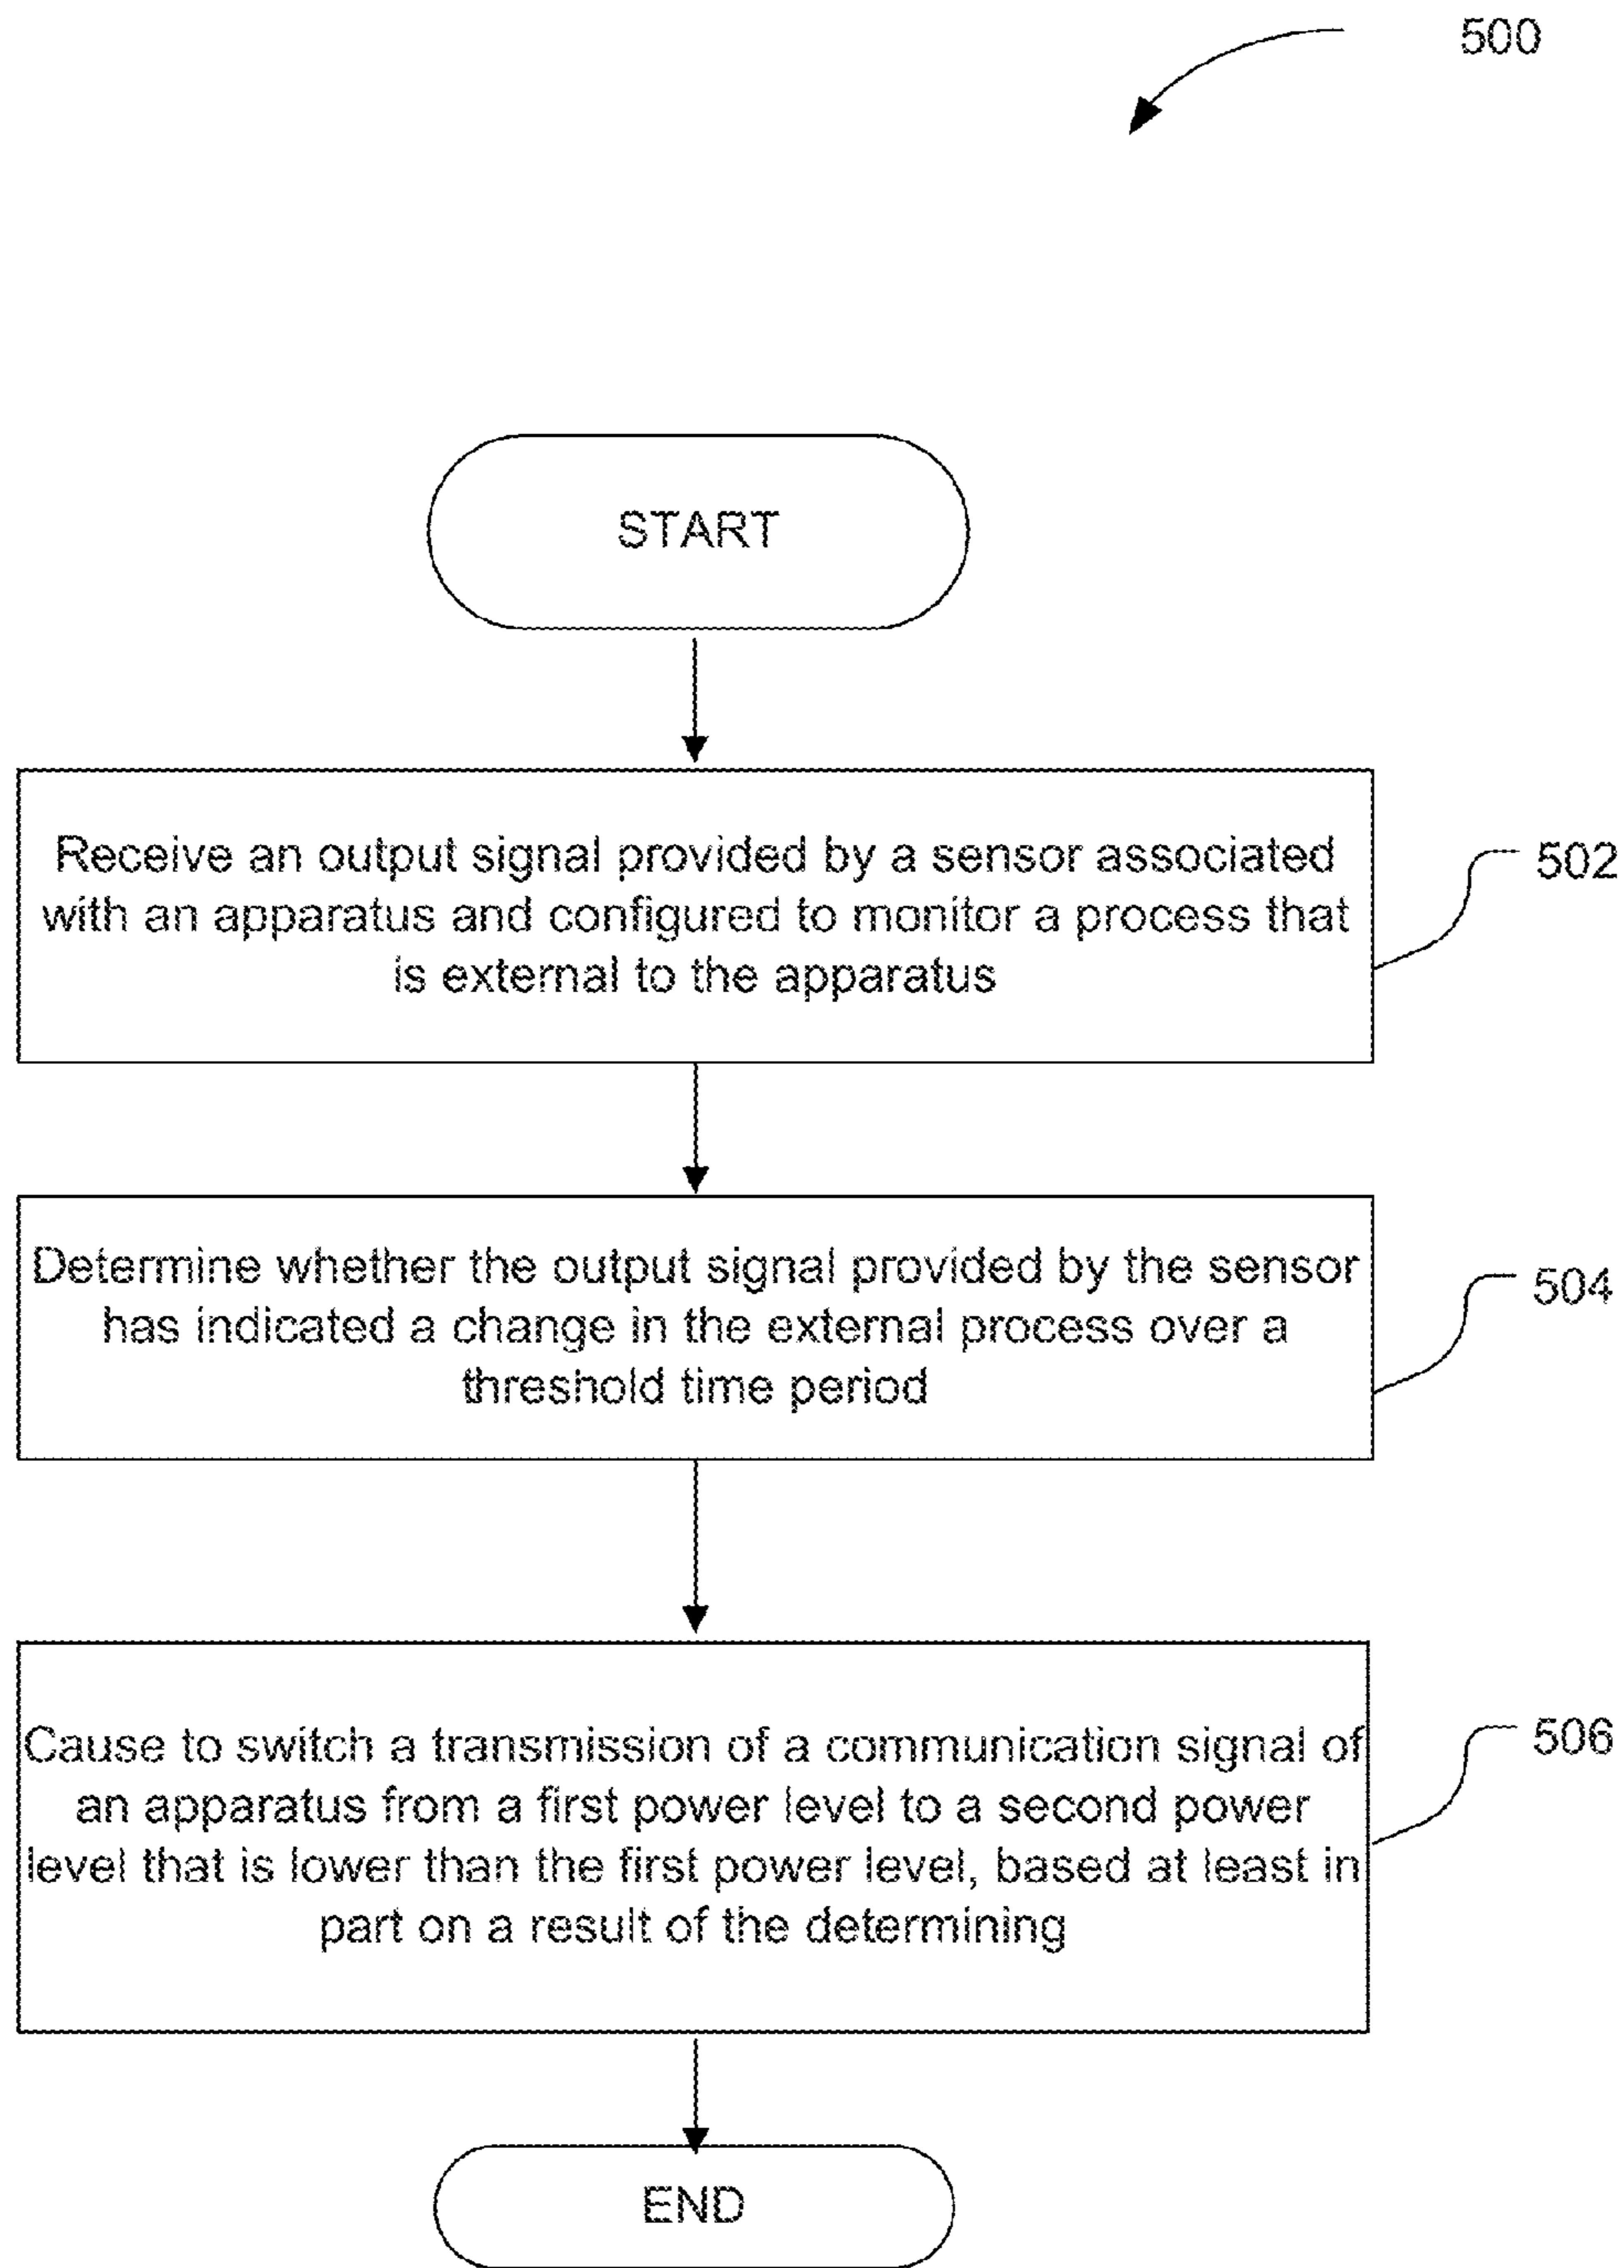 500
START
Receive an output signal provided by a sensor associated
with an apparatus and configured to monitor a process that
is external to the apparatus
502
Determine whether the output signal provided by the sensor
has indicated a change in the external process over a
threshold time period
504
Cause to switch a transmission of a communication signal of
an apparatus from a first power level to a second power
level that is lower than the first power level, based at least in
part on a result of the determining
506
END